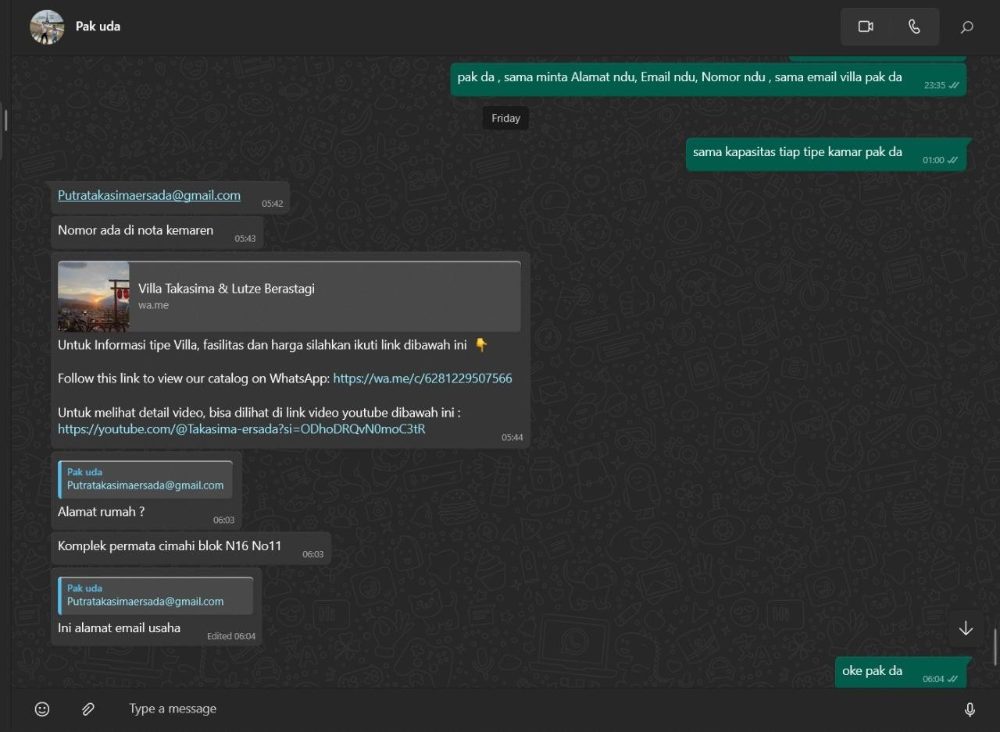 Pak uda
pak da , sama minta Alamat ndu, Email ndu, Nomor ndu , sama email villa pak da
23:35
Friday
sama kapasitas tiap tipe kamar pak da
01:00
Putratakasimaersada@gmail.com
05:42
Nomor ada di nota kemaren
05:43
Villa Takasima & Lutze Berastagi
wa.me
Untuk Informasi tipe Villa, fasilitas dan harga silahkan ikuti link dibawah ini 👇
Follow this link to view our catalog on WhatsApp: https://wa.me/c/6281229507566
Untuk melihat detail video, bisa dilihat di link video youtube dibawah ini :
https://youtube.com/@Takasima-ersada?si=ODhoDRQvN0moC3tR
05:44
Pak uda
Putratakasimaersada@gmail.com
Alamat rumah ?
06:03
Komplek permata cimahi blok N16 No11
06:03
Pak uda
Putratakasimaersada@gmail.com
Ini alamat email usaha
Edited 06:04
oke pak da
06:04
Type a message